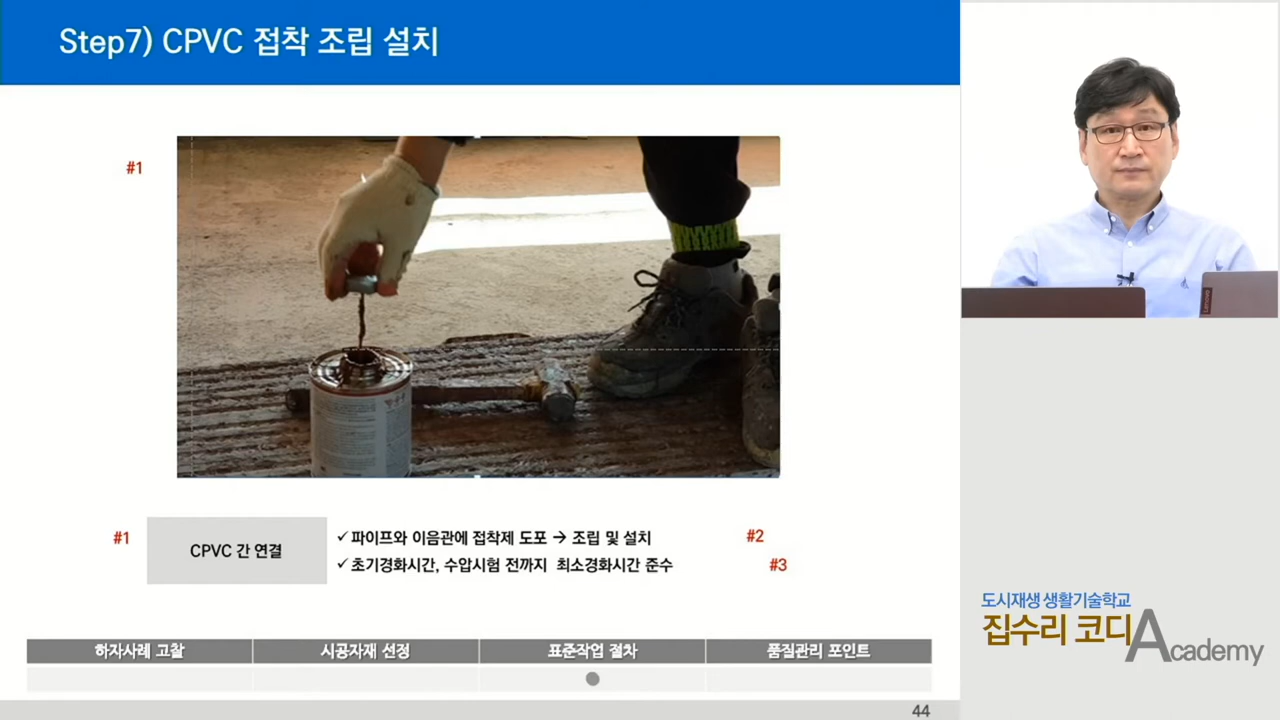 Step7) CPVC 접착 조립 설치
#1
#1
CPVC 간 연결
✓파이프와 이음관에 접착제 도포 → 조립 및 설치
#2
✓초기경화시간, 수압시험 전까지 최소경화시간 준수
#3
하자사례 고찰
시공자재 선정
표준작업 절차
품질관리 포인트
44
도시재생 생활기술학교
집수리 코디Academy
Lenovo